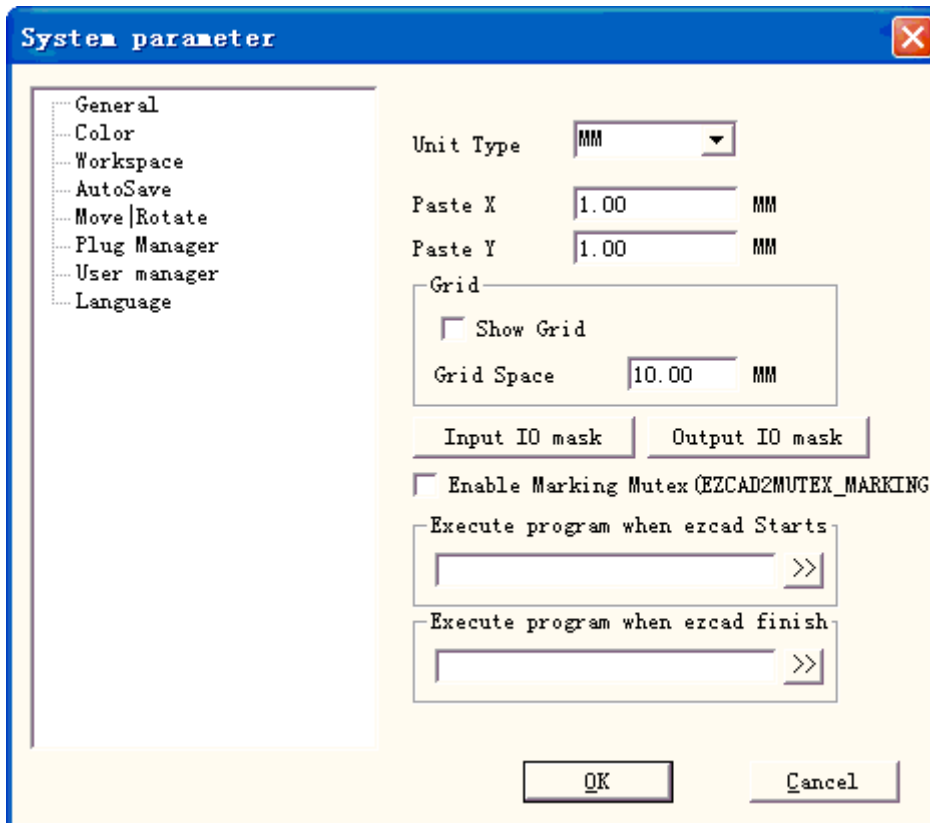 System parameter
General
Color
Workspace
AutoSave
Move|Rotate
Plug Manager
User manager
Language
Unit Type MM
Paste X 1.00 MM
Paste Y 1.00 MM
Grid
Show Grid
Grid Space 10.00 MM
Input IO mask Output IO mask
Enable Marking Mutex(EZCAD2MUTEX_MARKING
Execute program when ezcad Starts
>>
Execute program when ezcad finish
>>
OK Cancel